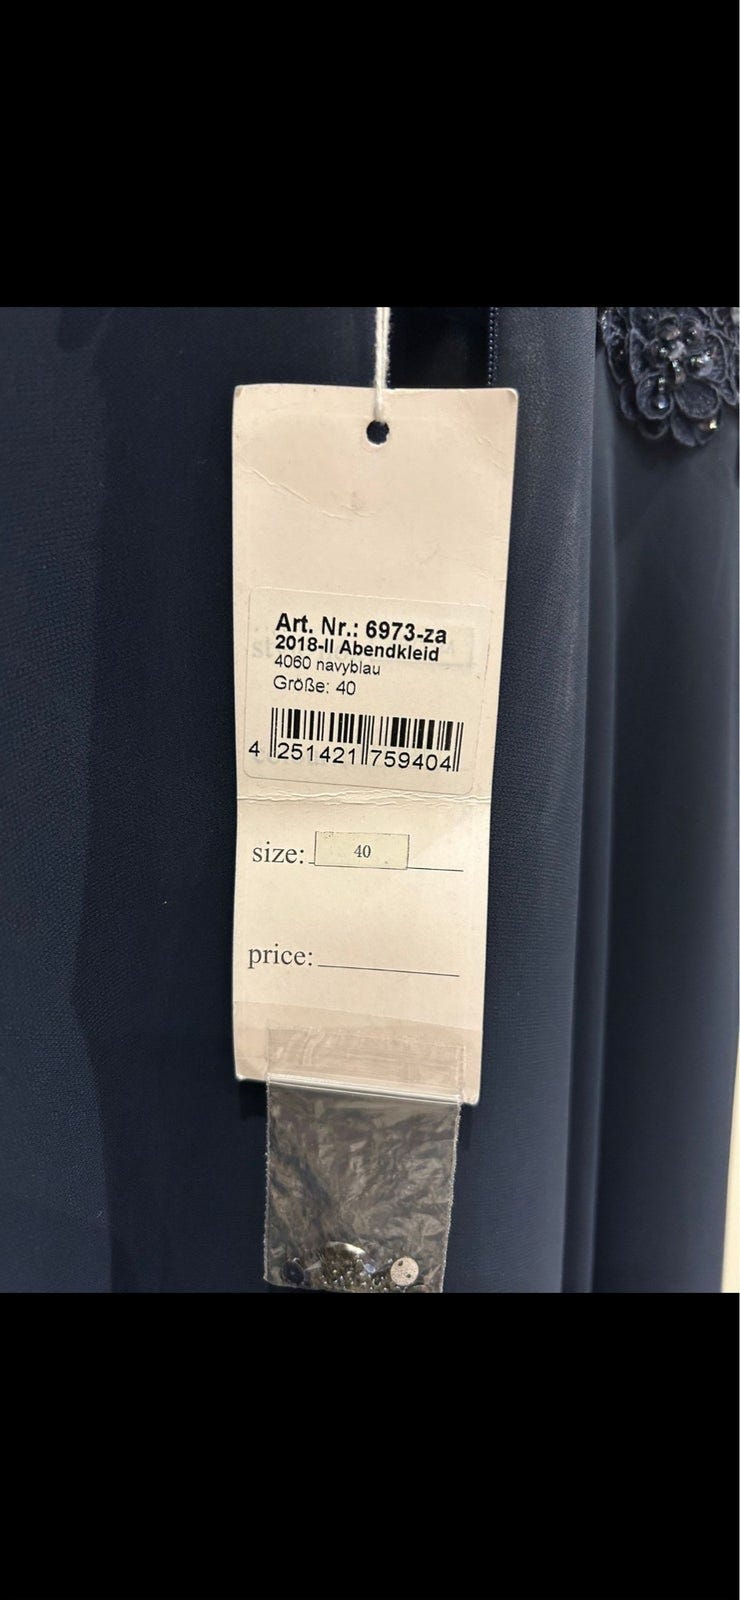 Art. Nr.: 6973-za
2018-II Abendkleid
4060 navyblau
Größe: 40
4 251421 759404
size: 40
price: